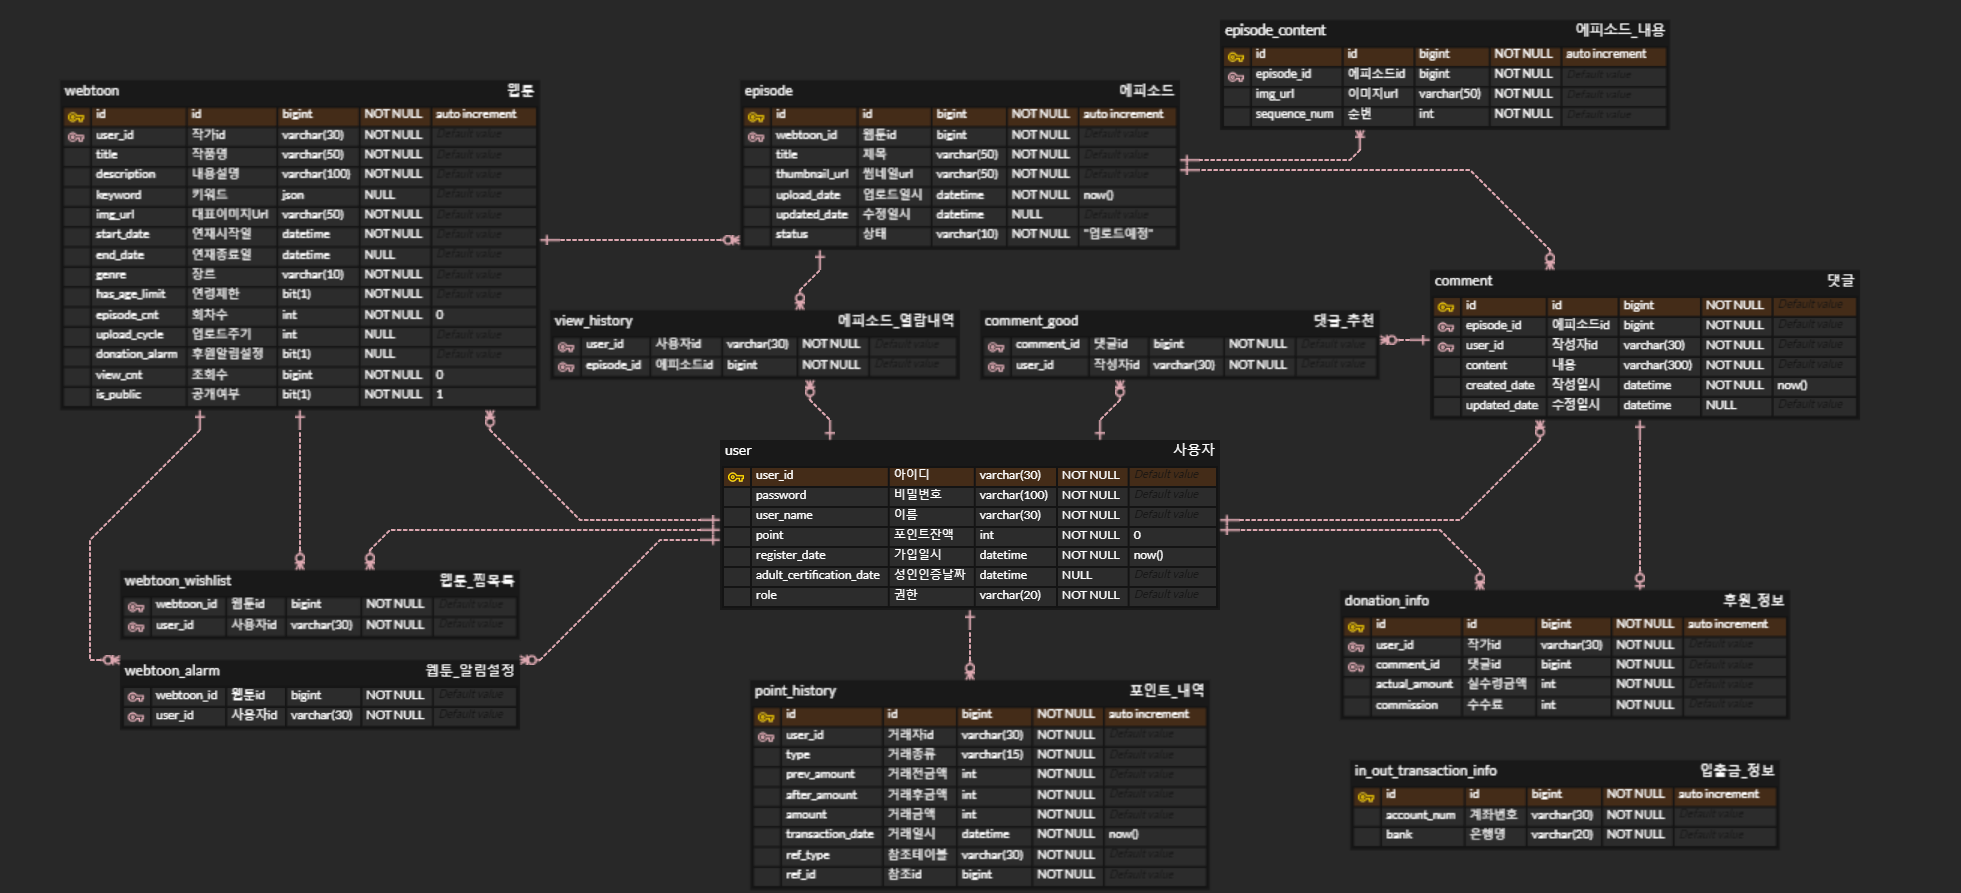 episode_content 에피소드_내용
id id bigint NOT NULL auto increment
episode_id 에피소드id bigint NOT NULL Default value
img_url 이미지url varchar(50) NOT NULL Default value
sequence_num 순번 int NOT NULL Default value
webtoon 웹툰
id id bigint NOT NULL auto increment
user_id 작가id varchar(30) NOT NULL Default value
title 작품명 varchar(50) NOT NULL Default value
description 내용설명 varchar(100) NOT NULL Default value
keyword 키워드 json NULL Default value
img_url 대표이미지Url varchar(50) NOT NULL Default value
start_date 연재시작일 datetime NOT NULL Default value
end_date 연재종료일 datetime NULL Default value
genre 장르 varchar(10) NOT NULL Default value
has_age_limit 연령제한 bit(1) NOT NULL Default value
episode_cnt 회차수 int NOT NULL 0
upload_cycle 업로드주기 int NULL Default value
donation_alarm 후원알림설정 bit(1) NULL Default value
view_cnt 조회수 bigint NOT NULL 0
is_public 공개여부 bit(1) NOT NULL 1
episode 에피소드
id id bigint NOT NULL auto increment
webtoon_id 웹툰id bigint NOT NULL Default value
title 제목 varchar(50) NOT NULL Default value
thumbnail_url 썸네일url varchar(50) NOT NULL Default value
upload_date 업로드일시 datetime NOT NULL now()
updated_date 수정일시 datetime NULL Default value
status 상태 varchar(10) NOT NULL "업로드예정"
comment 댓글
id id bigint NOT NULL Default value
episode_id 에피소드id bigint NOT NULL Default value
user_id 작성자id varchar(30) NOT NULL Default value
content 내용 varchar(300) NOT NULL Default value
created_date 작성일시 datetime NOT NULL now()
updated_date 수정일시 datetime NULL Default value
view_history 에피소드_열람내역
user_id 사용자id varchar(30) NOT NULL Default value
episode_id 에피소드id bigint NOT NULL Default value
comment_good 댓글_추천
comment_id 댓글id bigint NOT NULL Default value
user_id 작성자id varchar(30) NOT NULL Default value
user 사용자
user_id 아이디 varchar(30) NOT NULL Default value
password 비밀번호 varchar(100) NOT NULL Default value
user_name 이름 varchar(30) NOT NULL Default value
point 포인트잔액 int NOT NULL 0
register_date 가입일시 datetime NOT NULL now()
adult_certification_date 성인인증날짜 datetime NULL Default value
role 권한 varchar(20) NOT NULL Default value
webtoon_wishlist 웹툰_찜목록
webtoon_id 웹툰id bigint NOT NULL Default value
user_id 사용자id varchar(30) NOT NULL Default value
webtoon_alarm 웹툰_알림설정
webtoon_id 웹툰id bigint NOT NULL Default value
user_id 사용자id varchar(30) NOT NULL Default value
donation_info 후원_정보
id id bigint NOT NULL auto increment
user_id 작가id varchar(30) NOT NULL Default value
comment_id 댓글id bigint NOT NULL Default value
actual_amount 실수령금액 int NOT NULL Default value
commission 수수료 int NOT NULL Default value
point_history 포인트_내역
id id bigint NOT NULL auto increment
user_id 거래자id varchar(30) NOT NULL Default value
type 거래종류 varchar(15) NOT NULL Default value
prev_amount 거래전금액 int NOT NULL Default value
after_amount 거래후금액 int NOT NULL Default value
amount 거래금액 int NOT NULL Default value
transaction_date 거래일시 datetime NOT NULL now()
ref_type 참조테이블 varchar(30) NOT NULL Default value
ref_id 참조id bigint NOT NULL Default value
in_out_transaction_info 입출금_정보
id id bigint NOT NULL auto increment
account_num 계좌번호 varchar(30) NOT NULL Default value
bank 은행명 varchar(20) NOT NULL Default value